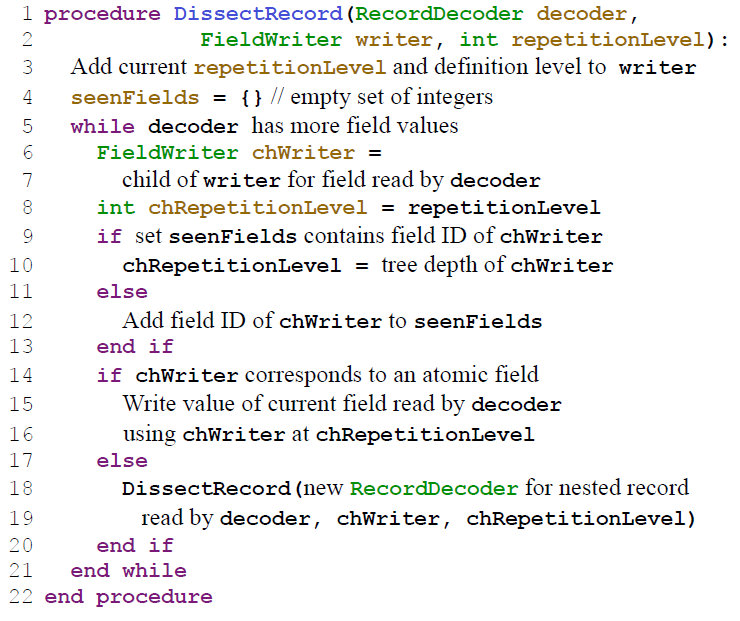 1 procedure DissectRecord(RecordDecoder decoder,
2 FieldWriter writer, int repetitionLevel):
3 Add current repetitionLevel and definition level to writer
4 seenFields = {} // empty set of integers
5 while decoder has more field values
6 FieldWriter chWriter =
7 child of writer for field read by decoder
8 int chRepetitionLevel = repetitionLevel
9 if set seenFields contains field ID of chWriter
10 chRepetitionLevel = tree depth of chWriter
11 else
12 Add field ID of chWriter to seenFields
13 end if
14 if chWriter corresponds to an atomic field
15 Write value of current field read by decoder
16 using chWriter at chRepetitionLevel
17 else
18 DissectRecord(new RecordDecoder for nested record
19 read by decoder, chWriter, chRepetitionLevel)
20 end if
21 end while
22 end procedure